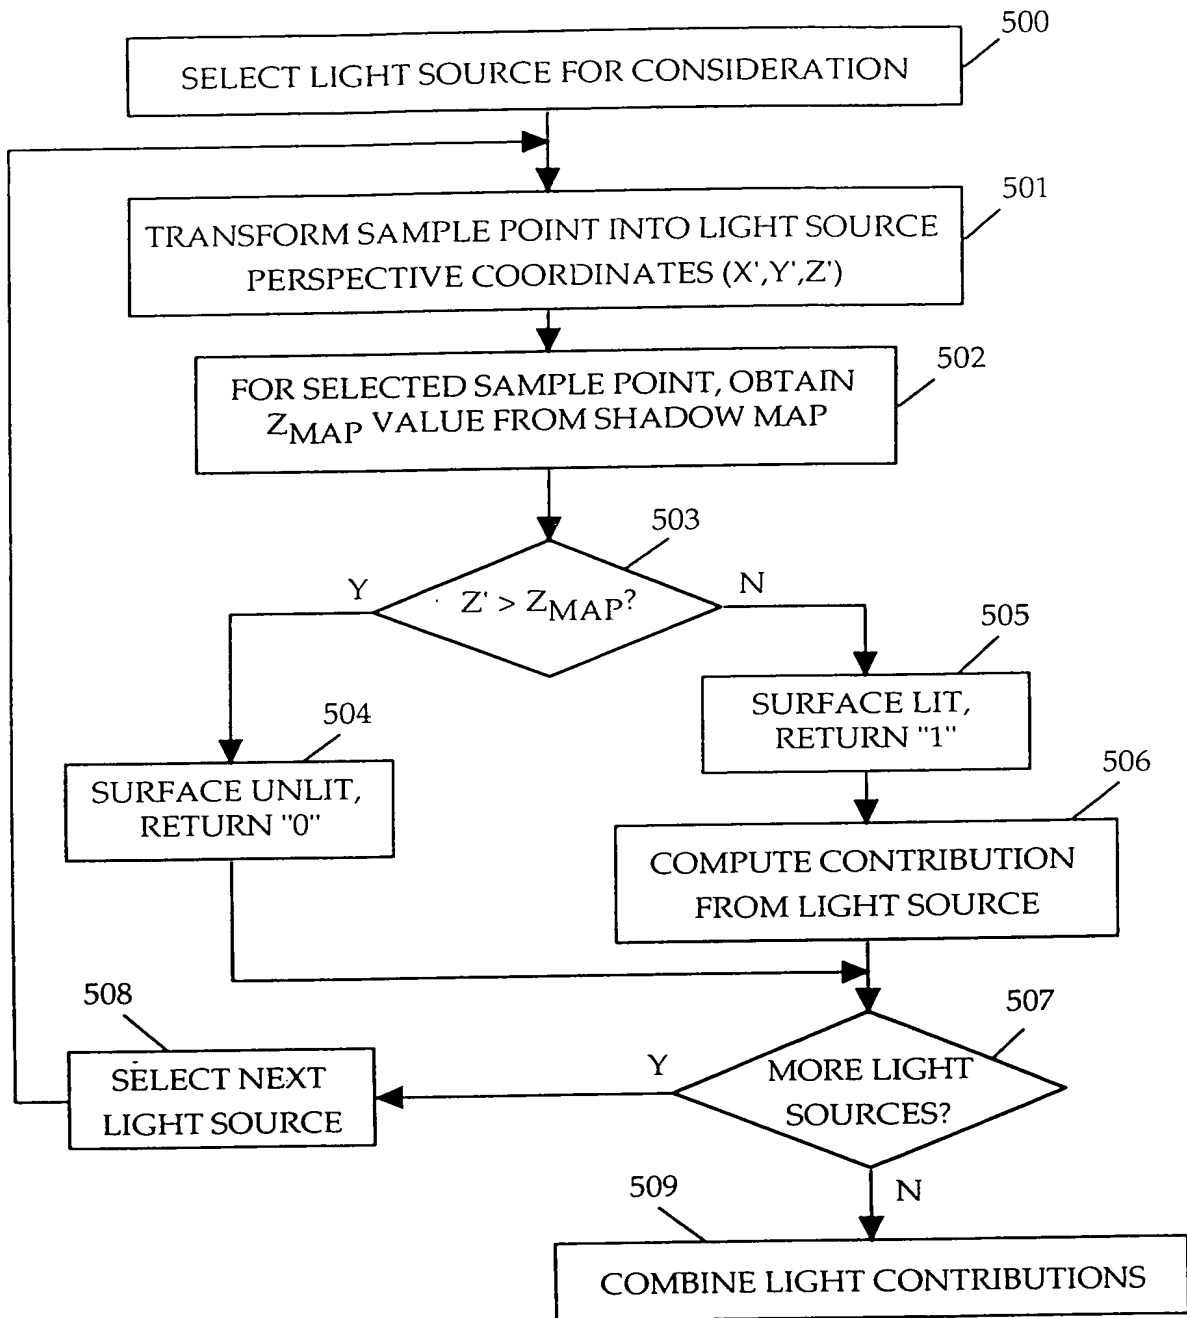 500
SELECT LIGHT SOURCE FOR CONSIDERATION
501
TRANSFORM SAMPLE POINT INTO LIGHT SOURCE
PERSPECTIVE COORDINATES (X',Y',Z')
502
FOR SELECTED SAMPLE POINT, OBTAIN
ZMAP VALUE FROM SHADOW MAP
503
Y
Z' > ZMAP?
N
505
SURFACE LIT,
RETURN "1"
504
SURFACE UNLIT,
RETURN "0"
506
COMPUTE CONTRIBUTION
FROM LIGHT SOURCE
507
MORE LIGHT
SOURCES?
Y
508
SELECT NEXT
LIGHT SOURCE
N
509
COMBINE LIGHT CONTRIBUTIONS